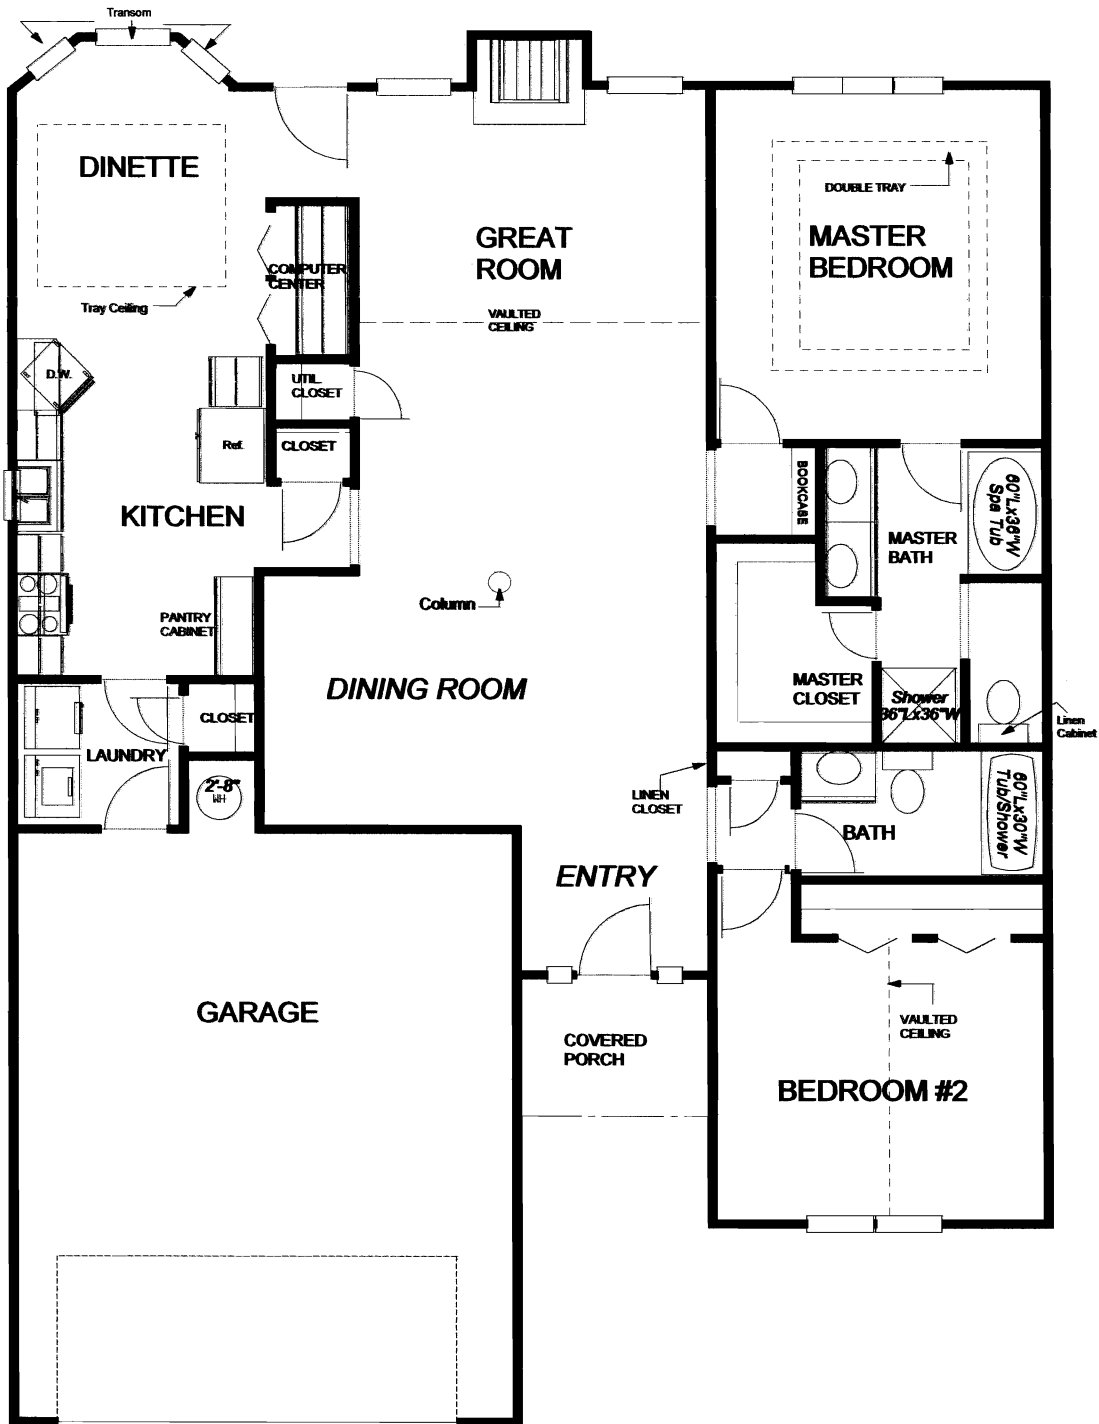 Transom
DINETTE
DOUBLE TRAY
GREAT
ROOM
MASTER
BEDROOM
COMPUTER
CENTER
Tray Ceiling
VAULTED
CEILING
D.W.
UTIL.
CLOSET
Ref.
CLOSET
BOOKCASE
60"Lx36"W
Spa Tub
KITCHEN
MASTER
BATH
Column
PANTRY
CABINET
DINING ROOM
MASTER
CLOSET
Shower
36"Lx36"W
Linen
Cabinet
CLOSET
LAUNDRY
2'-8"
WH
LINEN
CLOSET
60"Lx30"W
Tub/Shower
BATH
ENTRY
GARAGE
COVERED
PORCH
VAULTED
CEILING
BEDROOM #2